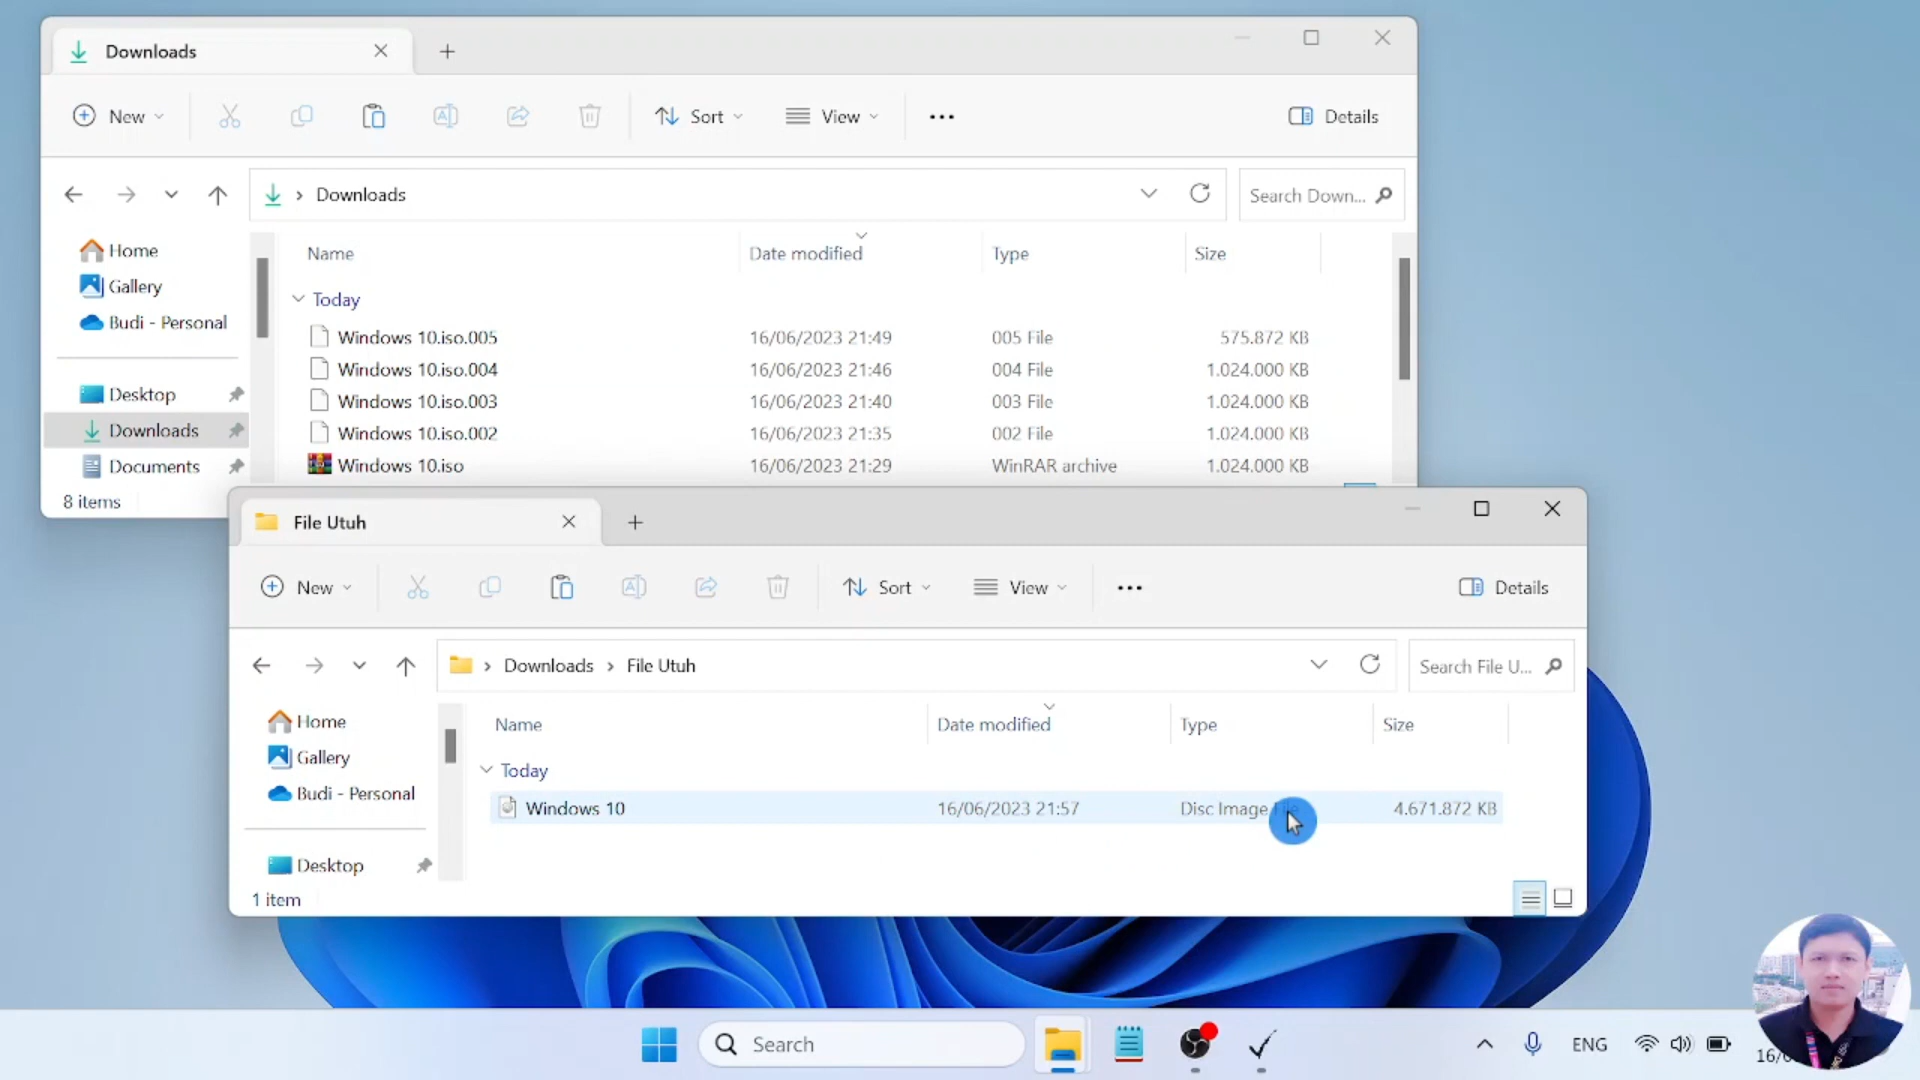 Downloads
New Sort View Details
Downloads Search Down...
Home
Gallery
Budi - Personal
Desktop
Downloads
Documents
8 items
Name Date modified Type Size
Today
Windows 10.iso.005 16/06/2023 21:49 005 File 575.872 KB
Windows 10.iso.004 16/06/2023 21:46 004 File 1.024.000 KB
Windows 10.iso.003 16/06/2023 21:40 003 File 1.024.000 KB
Windows 10.iso.002 16/06/2023 21:35 002 File 1.024.000 KB
Windows 10.iso 16/06/2023 21:29 WinRAR archive 1.024.000 KB
File Utuh
New Sort View Details
Downloads File Utuh Search File U...
Home
Gallery
Budi - Personal
Desktop
1 item
Name Date modified Type Size
Today
Windows 10 16/06/2023 21:57 Disc Image 4.671.872 KB
Search ENG